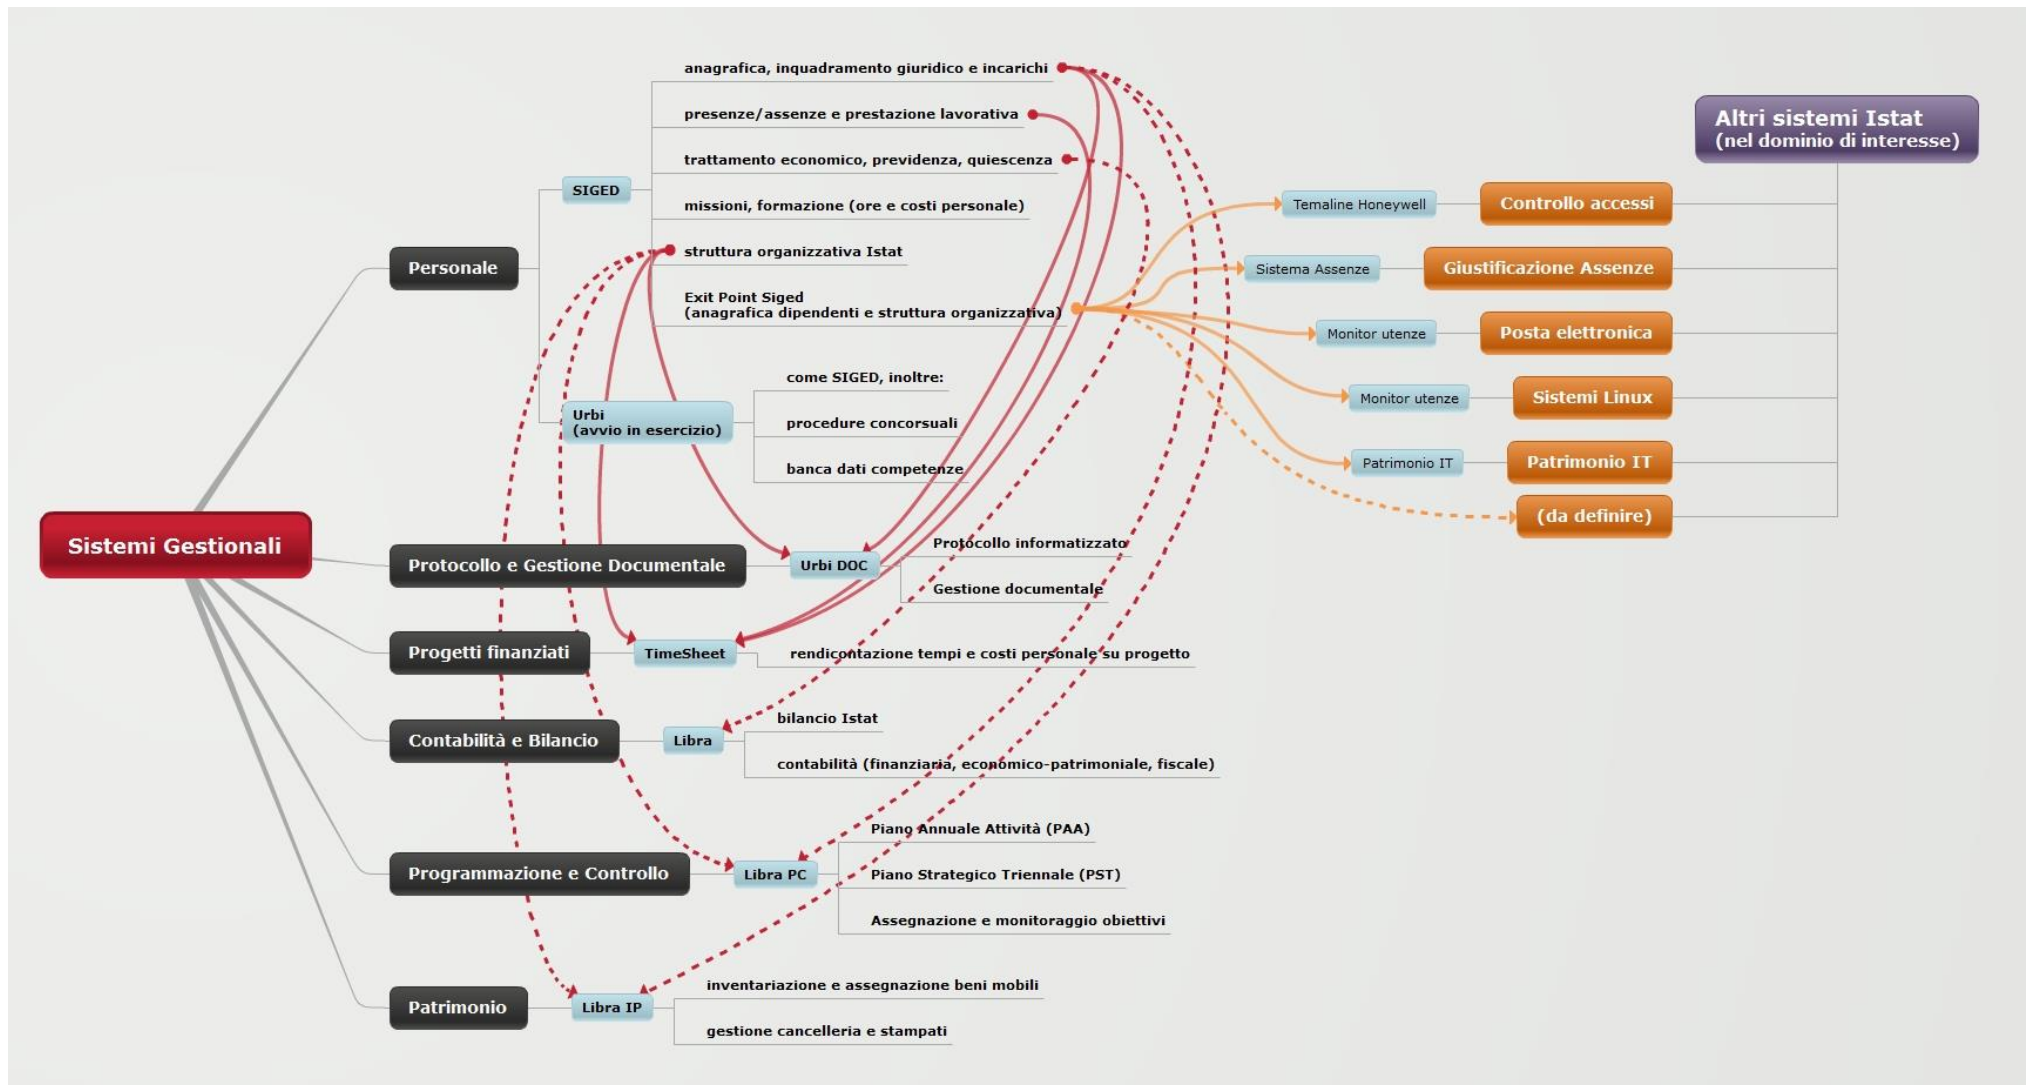 anagrafica, inquadramento giuridico e incarichi
presenze/assenze e prestazione lavorativa
trattamento economico, previdenza, quiescenza
SIGED
missioni, formazione (ore e costi personale)
struttura organizzativa Istat
Personale
Exit Point Siged
(anagrafica dipendenti e struttura organizzativa)
come SIGED, inoltre:
Urbi
(avvio in esercizio)
procedure concorsuali
banca dati competenze
Sistemi Gestionali
Protocollo e Gestione Documentale
Urbi DOC
Protocollo informatizzato
Gestione documentale
Progetti finanziati
TimeSheet
rendicontazione tempi e costi personale su progetto
Contabilità e Bilancio
Libra
bilancio Istat
contabilità (finanziaria, economico-patrimoniale, fiscale)
Programmazione e Controllo
Libra PC
Piano Annuale Attività (PAA)
Piano Strategico Triennale (PST)
Assegnazione e monitoraggio obiettivi
Patrimonio
Libra IP
inventariazione e assegnazione beni mobili
gestione cancelleria e stampati
Altri sistemi Istat
(nel dominio di interesse)
Temaline Honeywell
Controllo accessi
Sistema Assenze
Giustificazione Assenze
Monitor utenze
Posta elettronica
Monitor utenze
Sistemi Linux
Patrimonio IT
Patrimonio IT
(da definire)